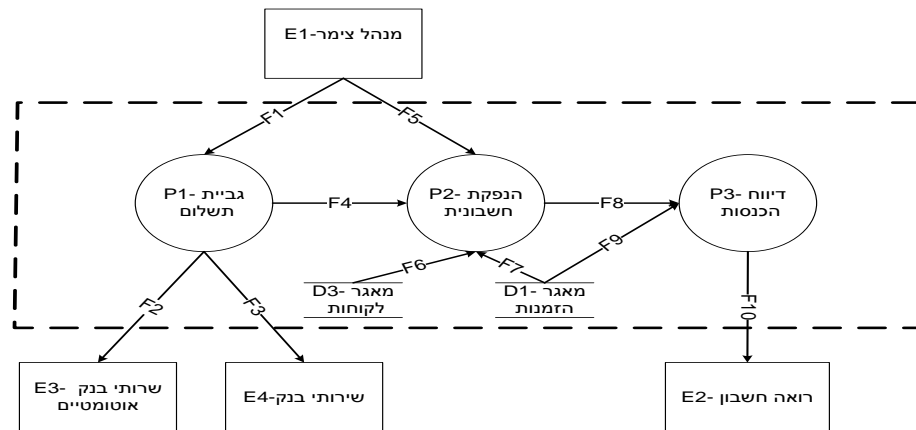 E1-מנהל צימר
F1
F5
P1- גביית
תשלום
F4
P2- הנפקת
חשבונית
F8
P3- דיווח
הכנסות
F9
F6
F7
D3- מאגר
לקוחות
D1- מאגר
הזמנות
F2
F3
F10
E3- שרותי בנק
אוטומטיים
E4-שירותי בנק
E2- רואה חשבון